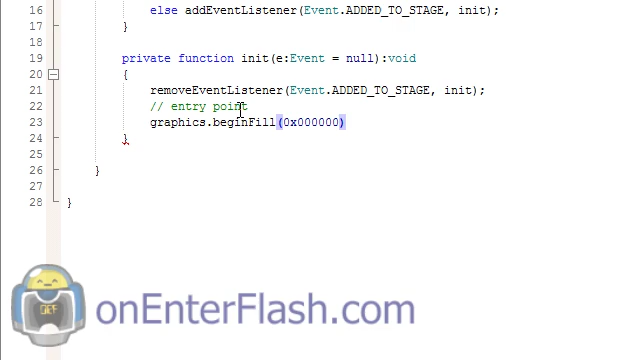 16 else addEventListener(Event.ADDED_TO_STAGE, init);
17 }
18
19 private function init(e:Event = null):void
20 {
21 removeEventListener(Event.ADDED_TO_STAGE, init);
22 // entry point
23 graphics.beginFill(0x000000)
24 }
25
26 }
27
28 }
OEF onEnterFlash.com